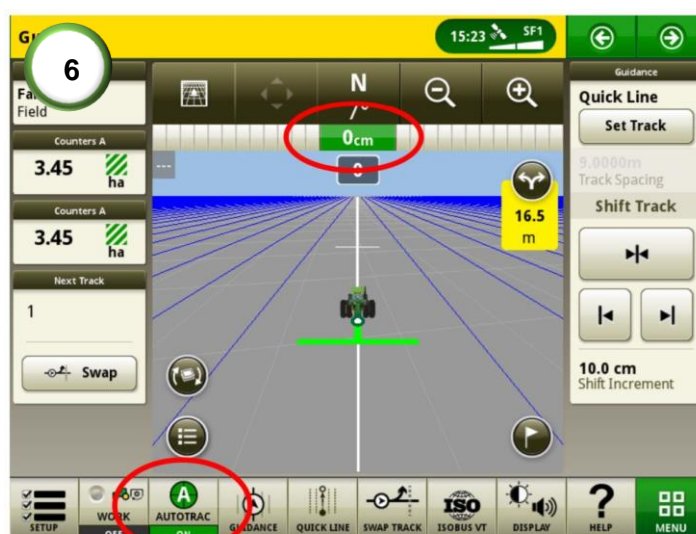 Gu
15:23 SF1
6
Fa
Field
Counters A
3.45
ha
Counters A
3.45
ha
Next Track
1
Swap
N
0cm
0
---
16.5
m
Guidance
Quick Line
Set Track
9.0000m
Track Spacing
Shift Track
10.0 cm
Shift Increment
SETUP
WORK
OFF
A
AUTOTRAC
ON
GUIDANCE
QUICK LINE
SWAP TRACK
ISO
ISOBUS VT
DISPLAY
?
HELP
MENU